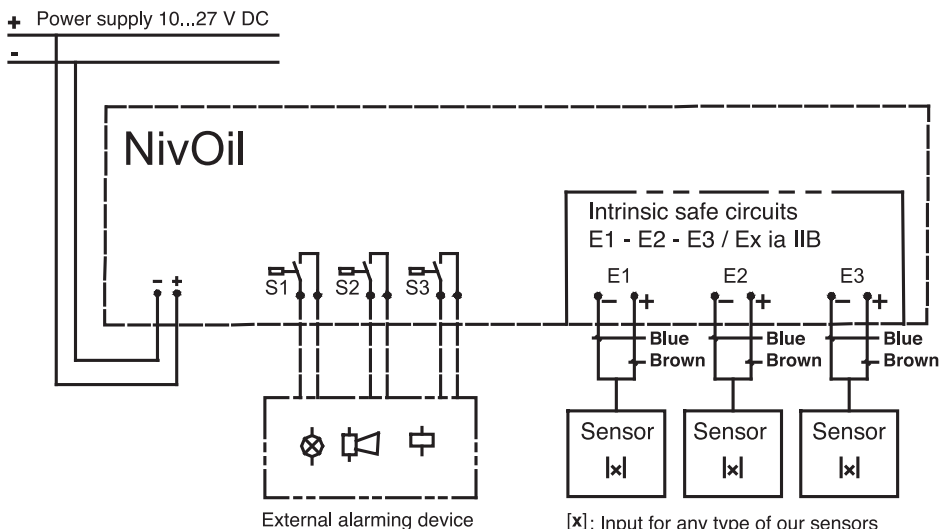 + Power supply 10...27 V DC
-
NivOil
Intrinsic safe circuits
E1 - E2 - E3 / Ex ia IIB
- +
S1 S2 S3
E1 E2 E3
- + - + - +
Blue Blue Blue
Brown Brown Brown
Sensor Sensor Sensor
|x| |x| |x|
External alarming device
[x]: Input for any type of our sensors